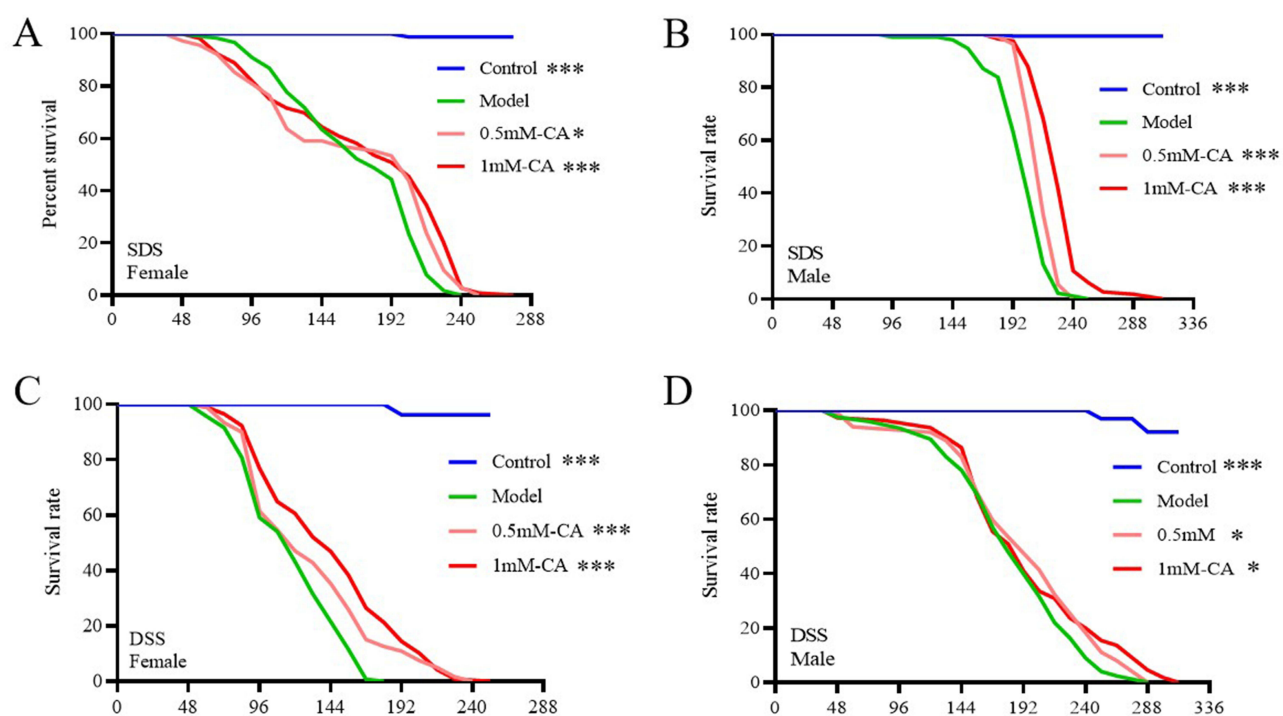 A
Percent survival
100
80
60
40
20
0
0 48 96 144 192 240 288
Control ***
Model
0.5mM-CA *
1mM-CA ***
SDS
Female
B
Survival rate
100
80
60
40
20
0
0 48 96 144 192 240 288 336
Control ***
Model
0.5mM-CA ***
1mM-CA ***
SDS
Male
C
Survival rate
100
80
60
40
20
0
0 48 96 144 192 240 288
Control ***
Model
0.5mM-CA ***
1mM-CA ***
DSS
Female
D
Survival rate
100
80
60
40
20
0
0 48 96 144 192 240 288 336
Control ***
Model
0.5mM *
1mM-CA *
DSS
Male